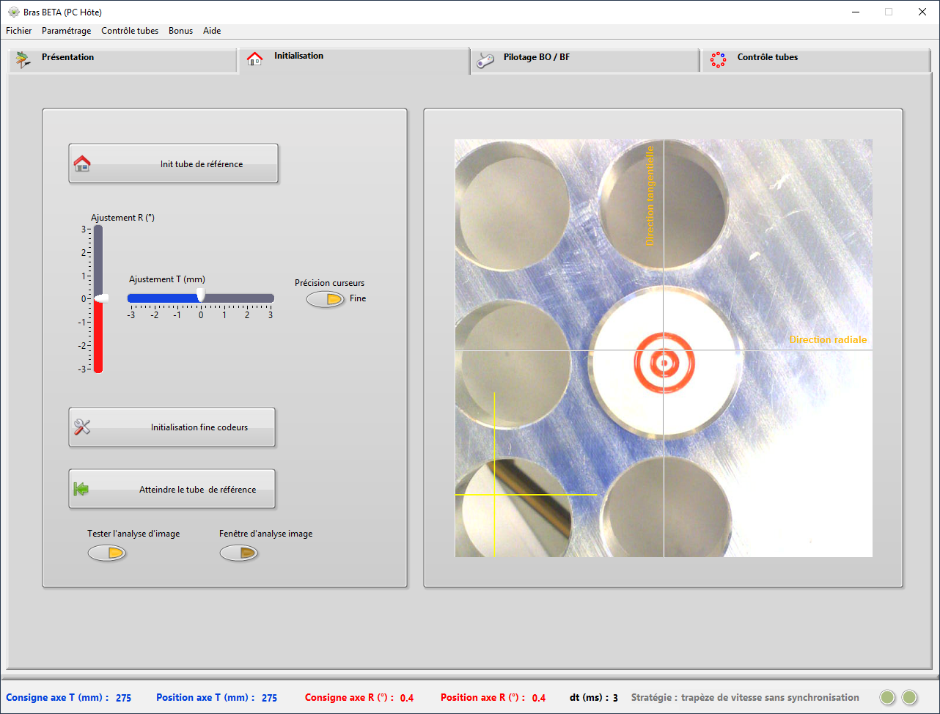 Bras BETA (PC Hôte)
Fichier Paramétrage Contrôle tubes Bonus Aide
Présentation Initialisation Pilotage BO / BF Contrôle tubes
Init tube de référence
Ajustement R (°)
3
2
1
0
-1
-2
-3
Ajustement T (mm)
-3 -2 -1 0 1 2 3
Précision curseurs
Fine
Initialisation fine codeurs
Atteindre le tube de référence
Tester l'analyse d'image Fenêtre d'analyse image
Direction tangentielle
Direction radiale
Consigne axe T (mm) : 275 Position axe T (mm) : 275 Consigne axe R (°) : 0.4 Position axe R (°) : 0.4 dt (ms) : 3 Stratégie : trapèze de vitesse sans synchronisation